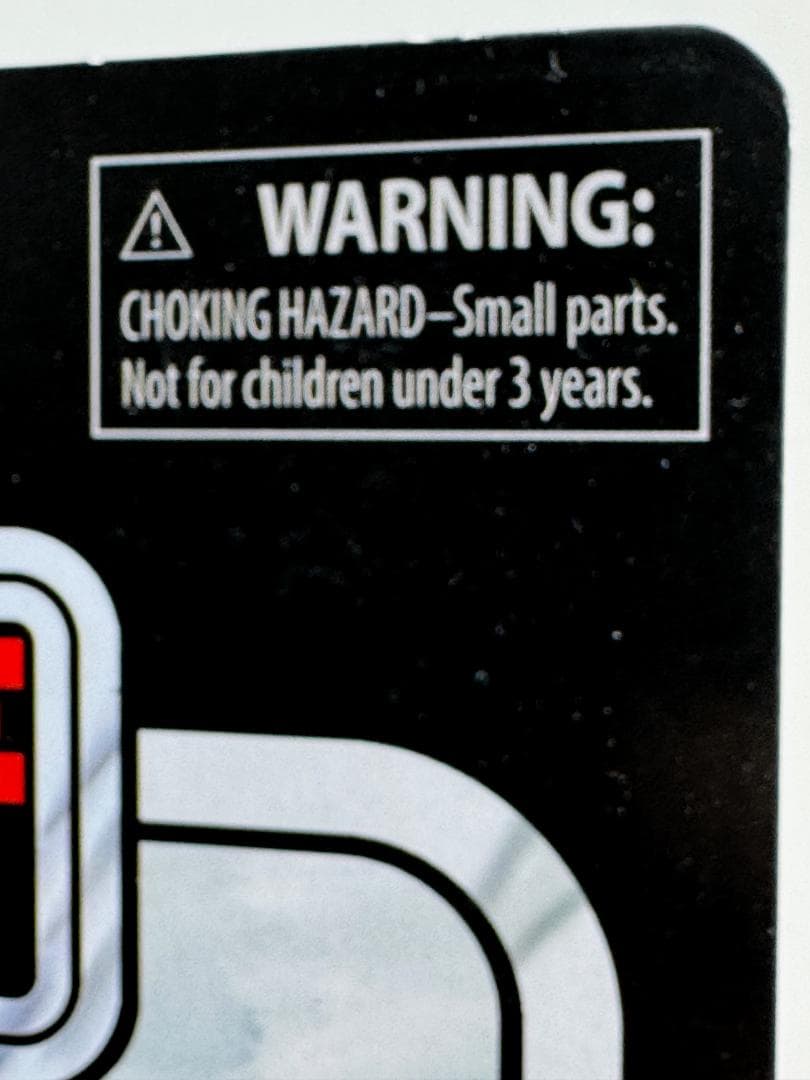 WARNING:
CHOKING HAZARD–Small parts.
Not for children under 3 years.